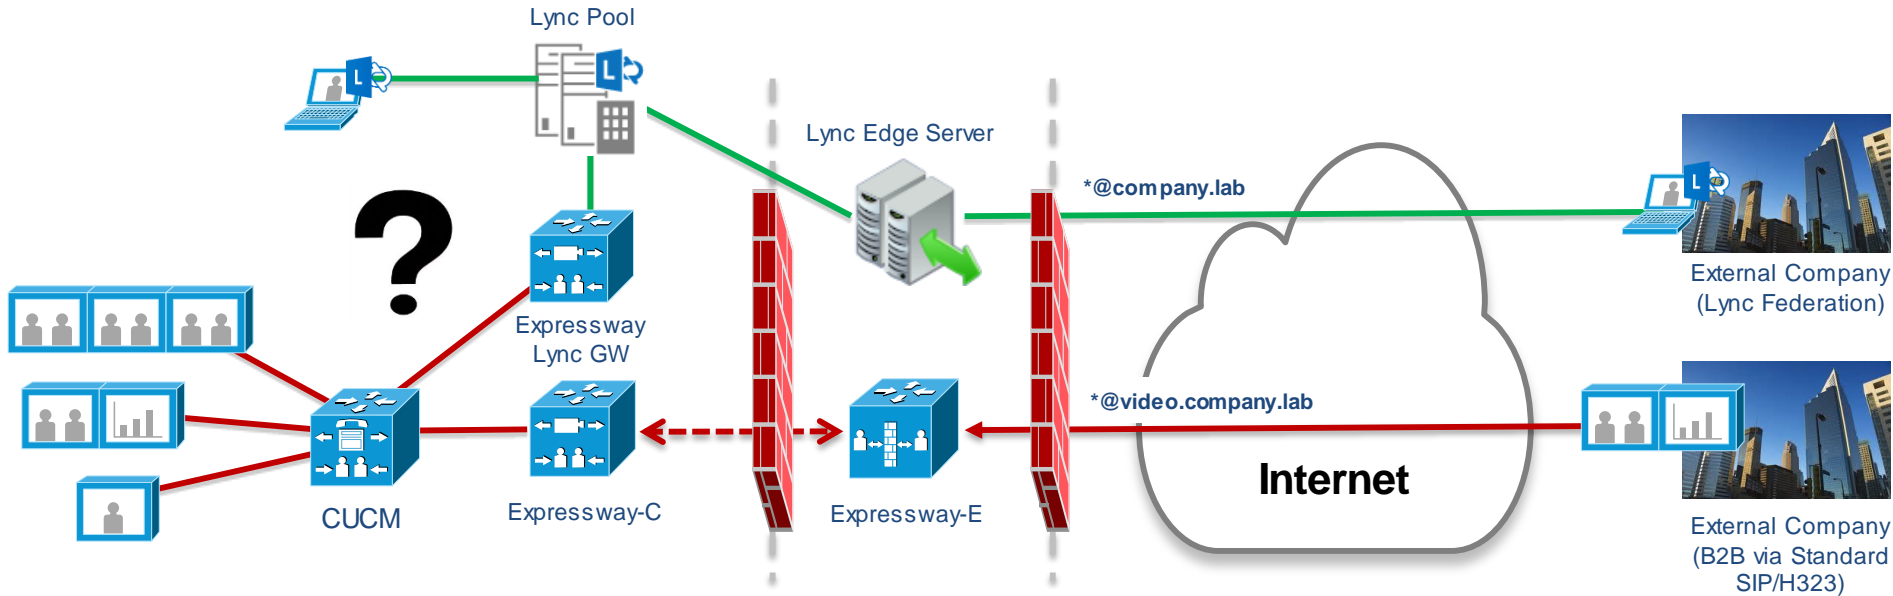 Lync Pool
Lync Edge Server
*@company.lab
External Company
(Lync Federation)
?
Expressway
Lync GW
*@video.company.lab
Internet
CUCM
Expressway-C
Expressway-E
External Company
(B2B via Standard
SIP/H323)
L
L
L